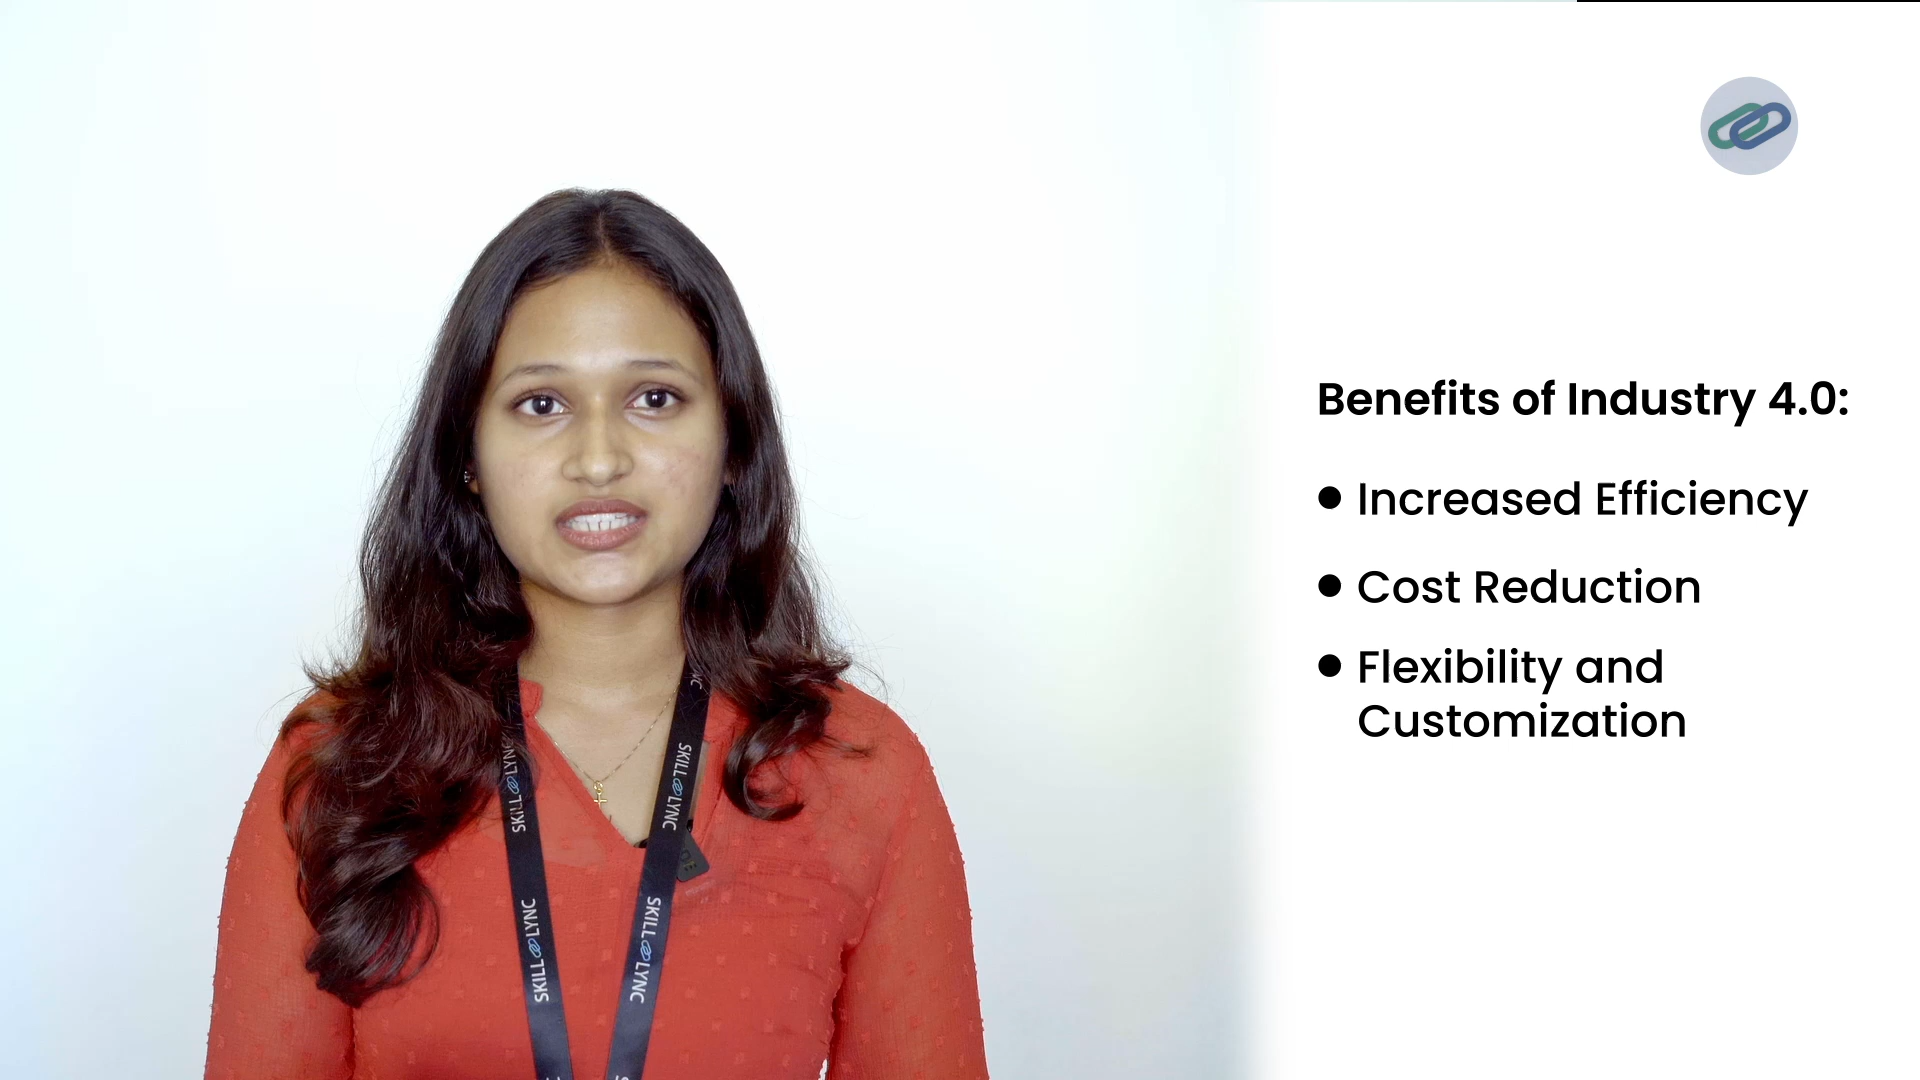 Benefits of Industry 4.0:
● Increased Efficiency
● Cost Reduction
● Flexibility and
Customization
SKILL LYNC
SKILL LYNC
SKILL LYNC
SKILL LYNC